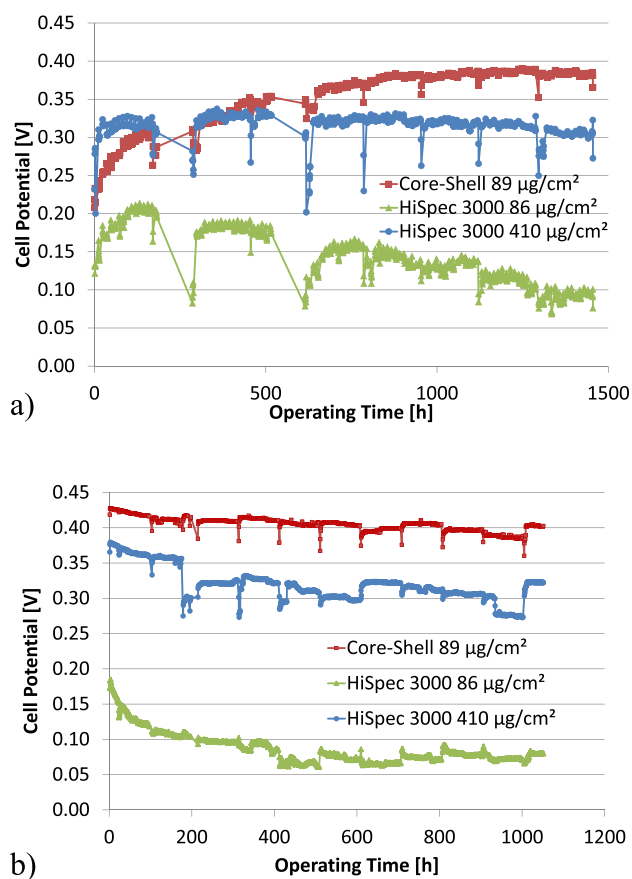 0.45
0.40
0.35
0.30
0.25
0.20
0.15
0.10
0.05
0.00
Cell Potential [V]
Core-Shell 89 µg/cm²
HiSpec 3000 86 µg/cm²
HiSpec 3000 410 µg/cm²
0 500 1000 1500
Operating Time [h]
a)
0.45
0.40
0.35
0.30
0.25
0.20
0.15
0.10
0.05
0.00
Cell Potential [V]
Core-Shell 89 µg/cm²
HiSpec 3000 86 µg/cm²
HiSpec 3000 410 µg/cm²
0 200 400 600 800 1000 1200
Operating Time [h]
b)